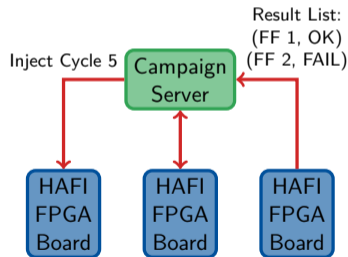 Result List:
(FF 1, OK)
Inject Cycle 5
(FF 2, FAIL)
Campaign
Server
HAFI
FPGA
Board
HAFI
FPGA
Board
HAFI
FPGA
Board